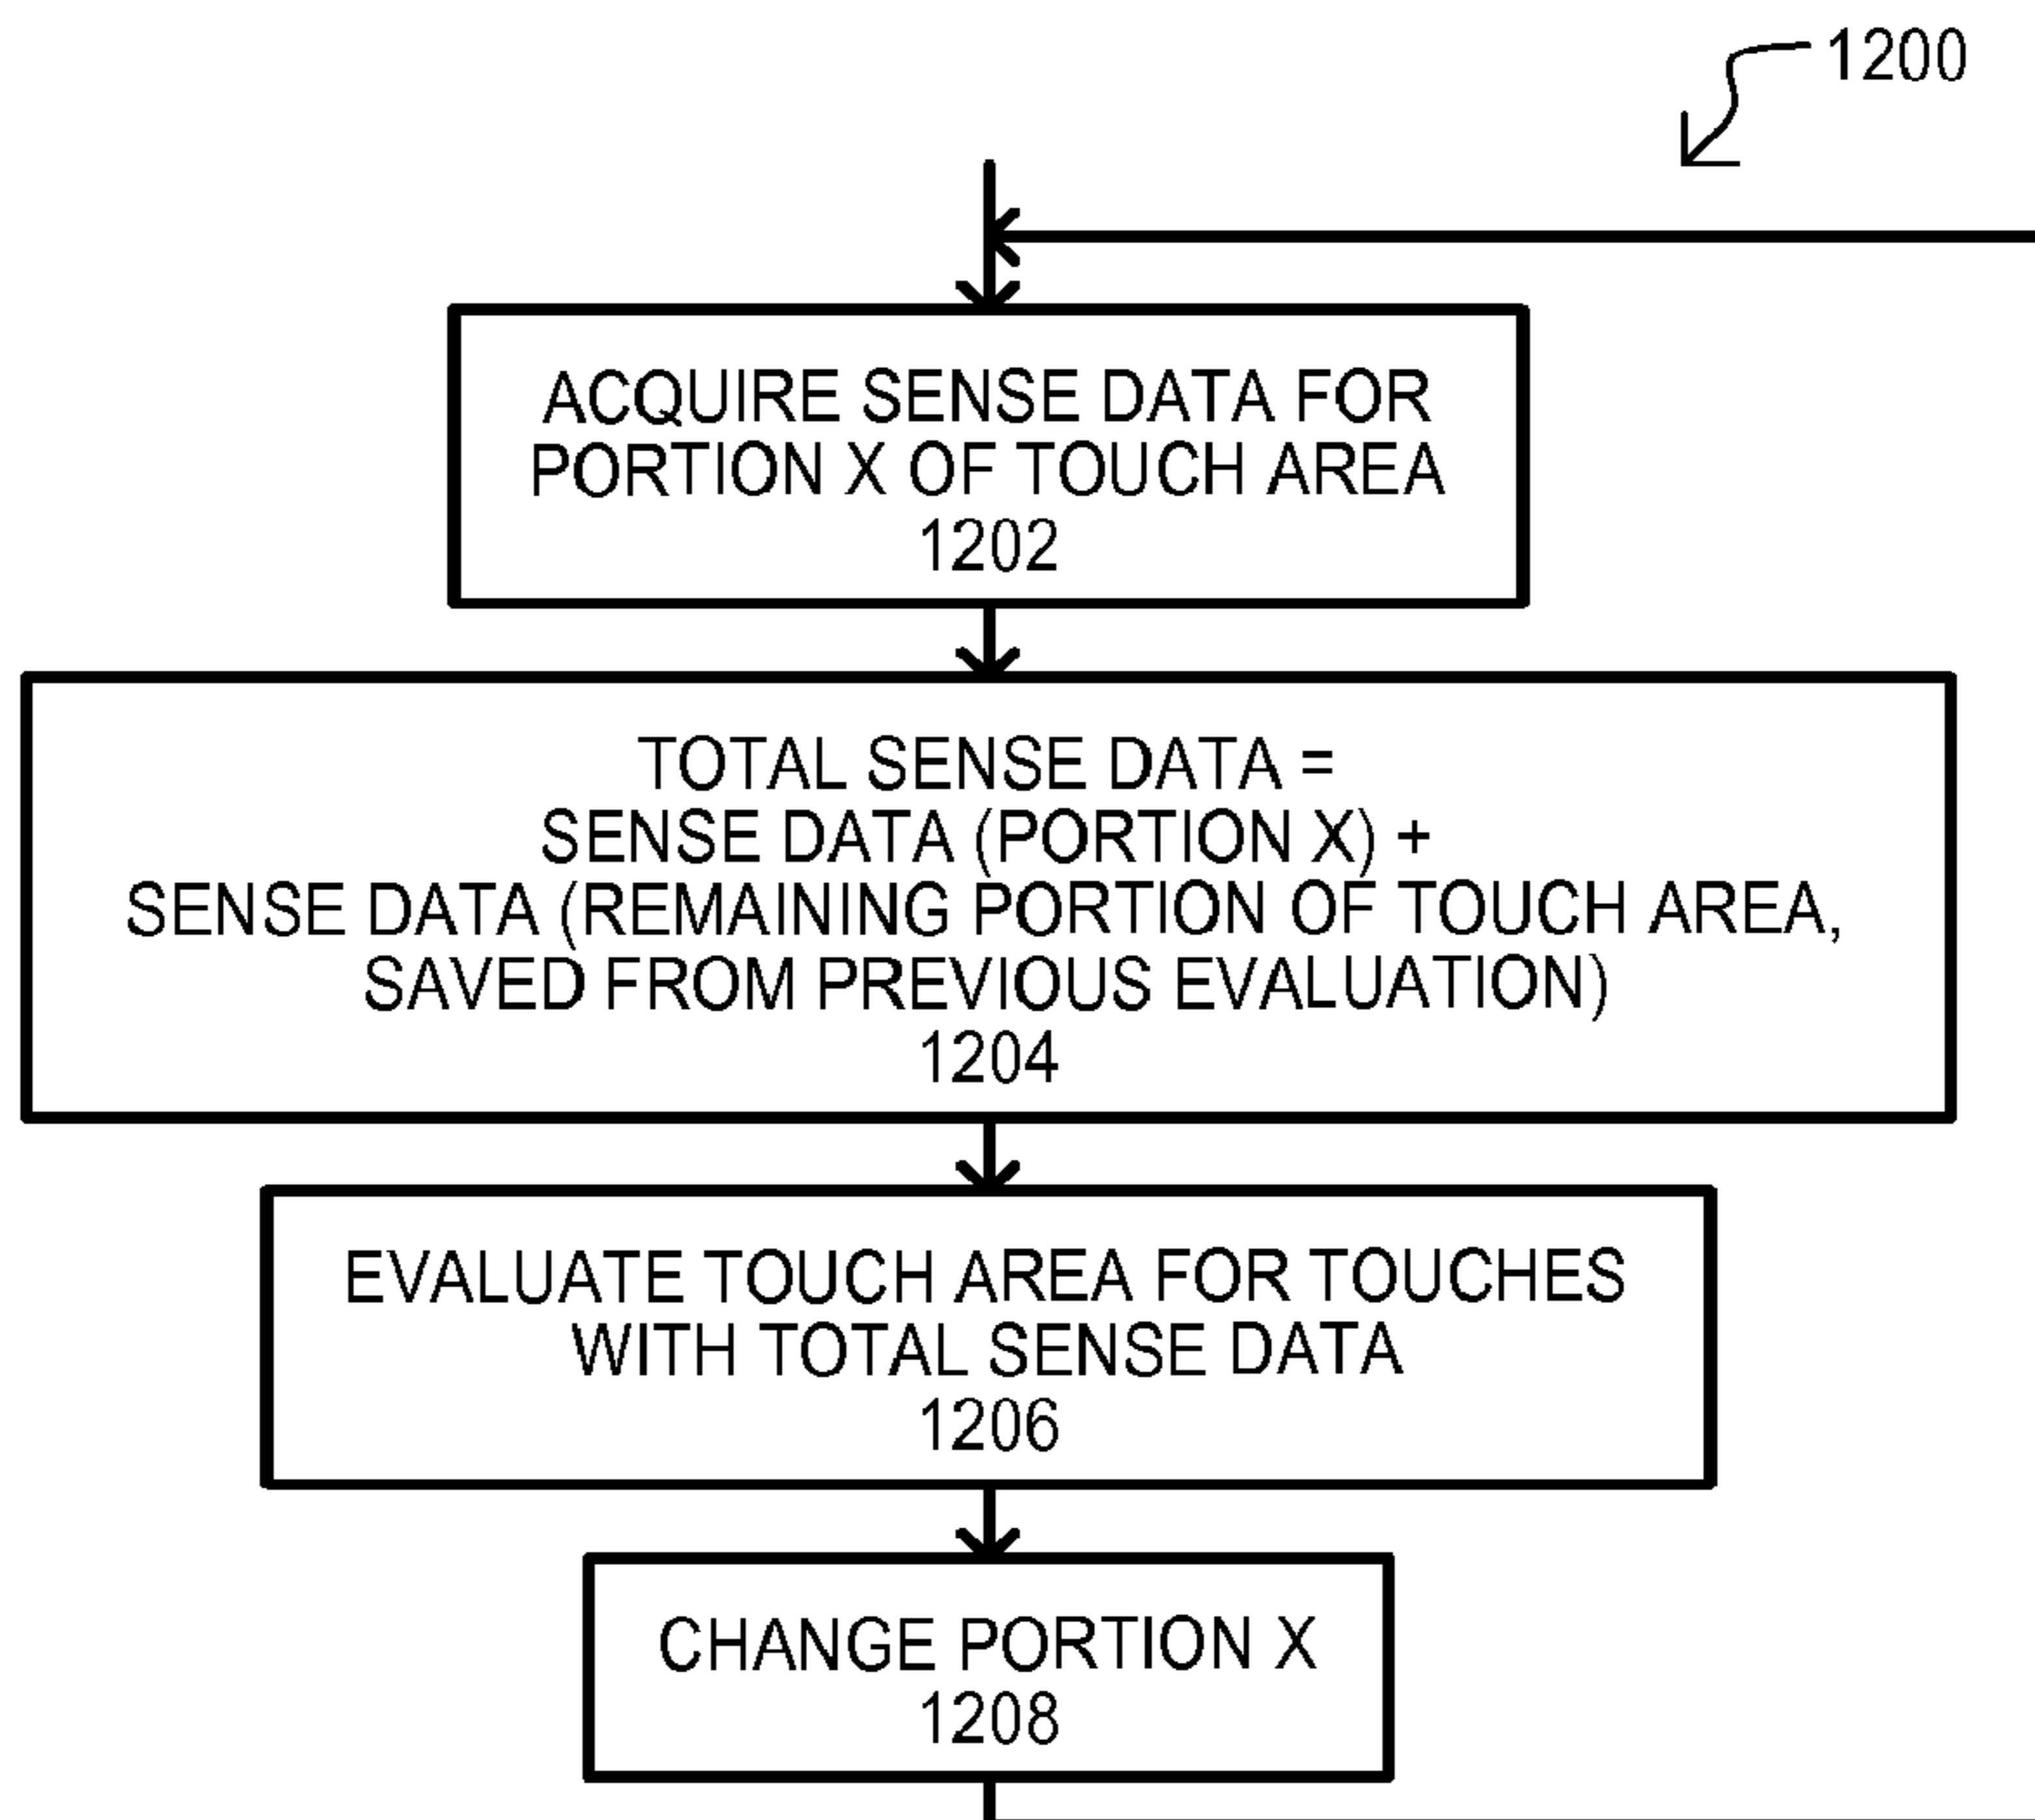 1200
ACQUIRE SENSE DATA FOR
PORTION X OF TOUCH AREA
1202
TOTAL SENSE DATA =
SENSE DATA (PORTION X) +
SENSE DATA (REMAINING PORTION OF TOUCH AREA,
SAVED FROM PREVIOUS EVALUATION)
1204
EVALUATE TOUCH AREA FOR TOUCHES
WITH TOTAL SENSE DATA
1206
CHANGE PORTION X
1208